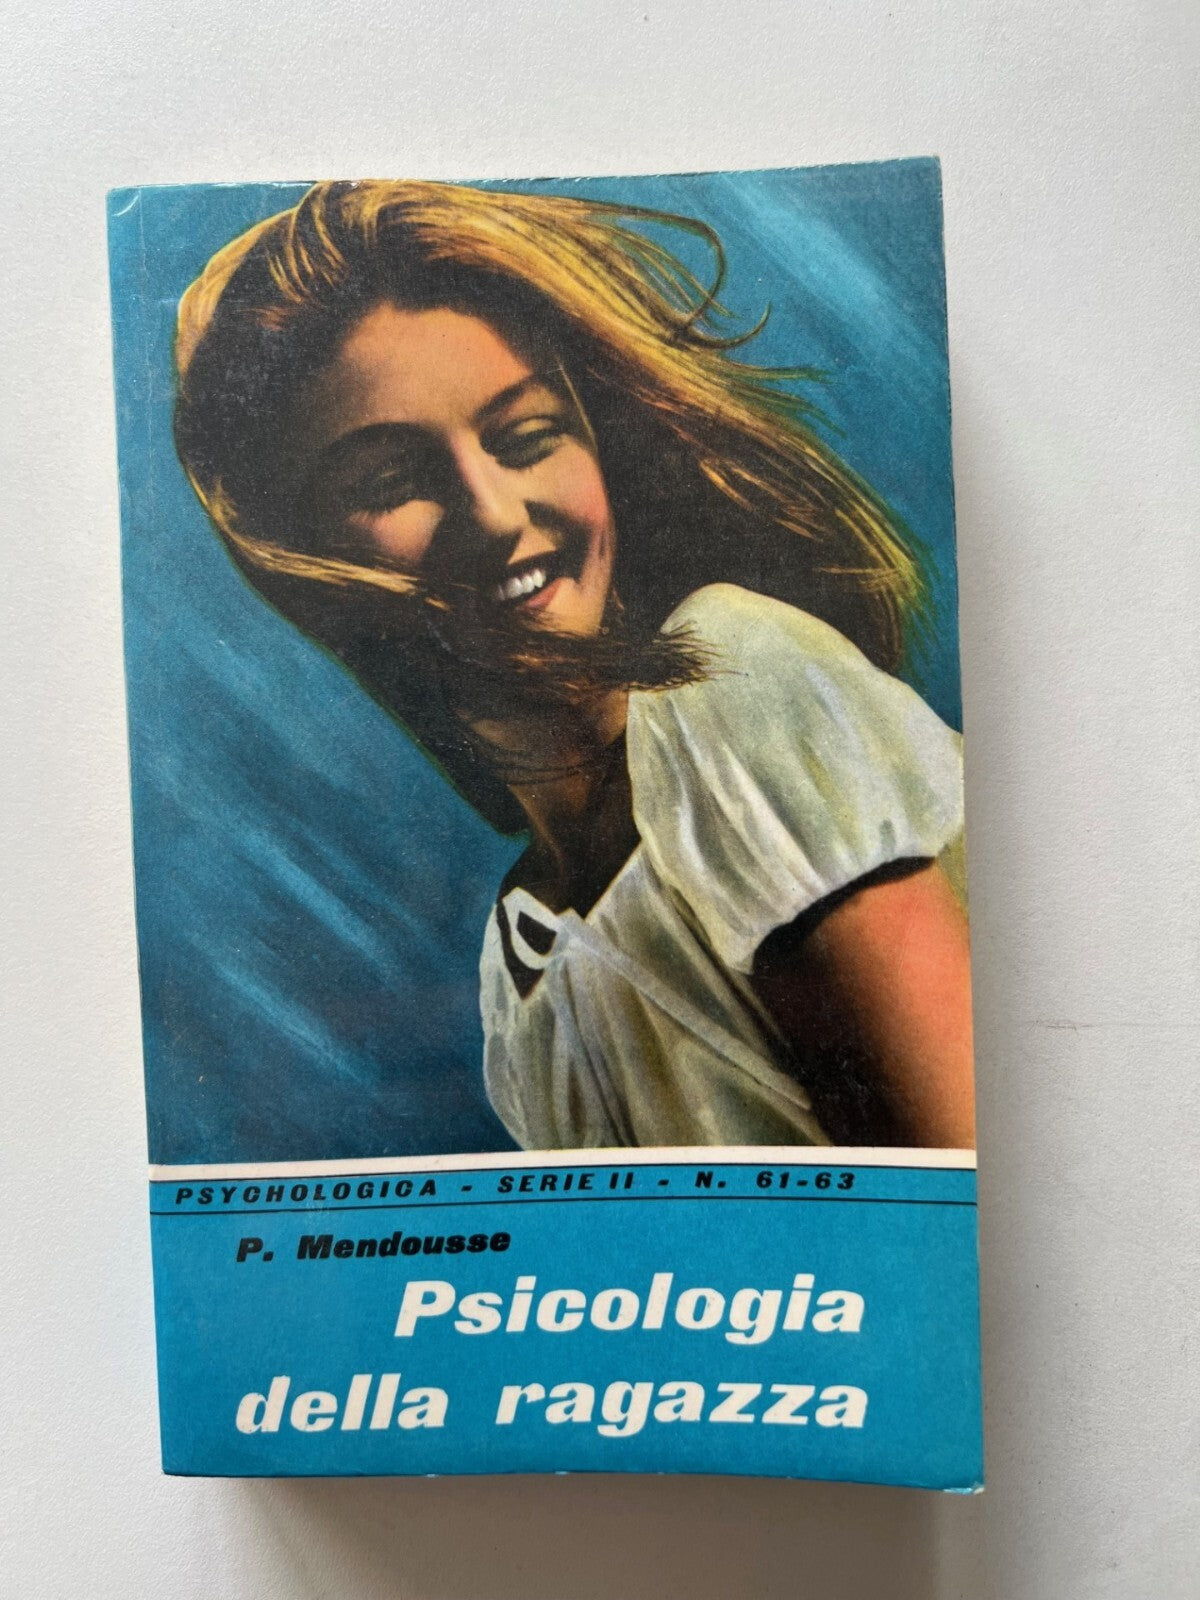 PSYCHOLOGICA - SERIE II - N. 61-63
P. Mendousse
Psicologia
della ragazza